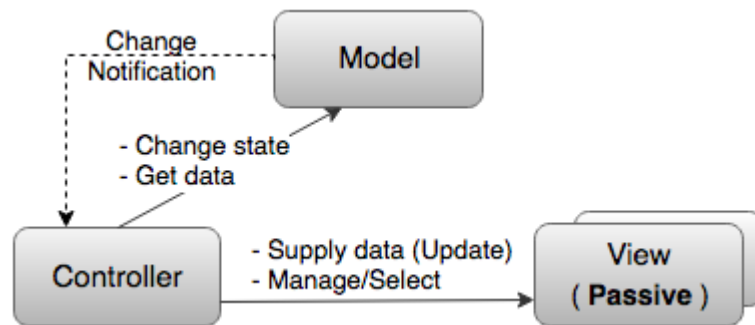 Change
Notification
Model
- Change state
- Get data
Controller
- Supply data (Update)
- Manage/Select
View
( Passive )